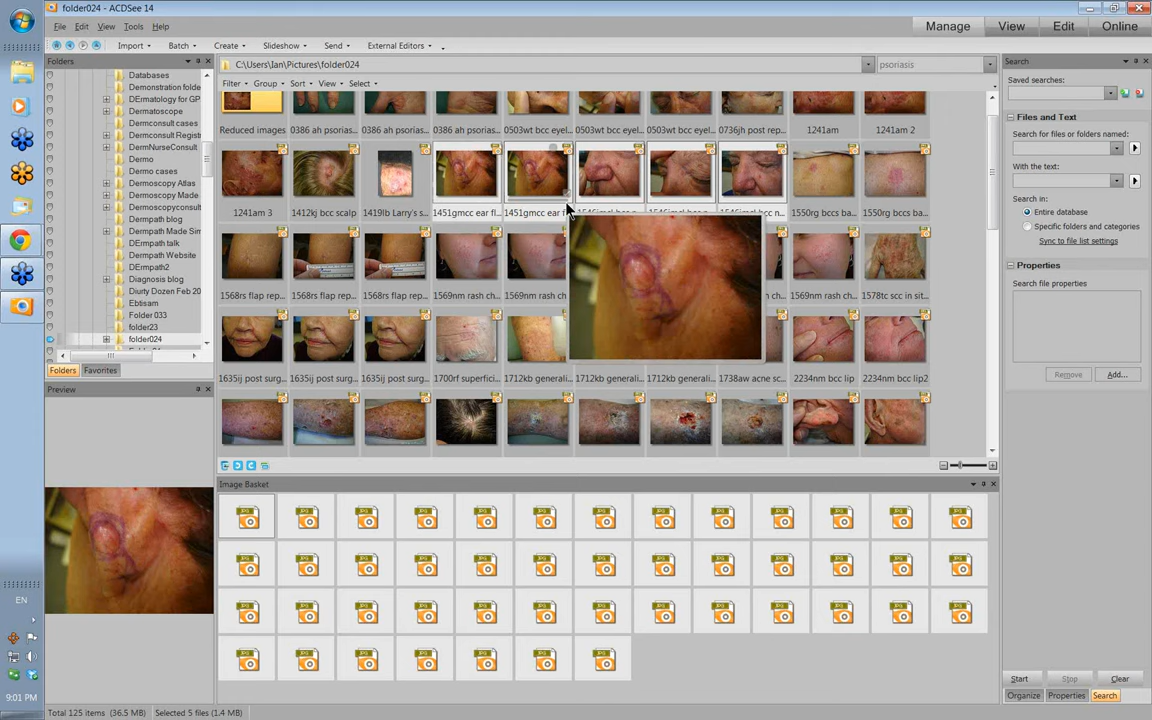 folder024 - ACDSee 14
File Edit View Tools Help
Manage View Edit Online
Import Batch Create Slideshow Send External Editors
Folders
C:\Users\Ian\Pictures\folder024
psoriasis
Search
Filter Group Sort View Select
Saved searches:
Databases
Demonstration folde
DErmatology for GP
Dermatoscope
Dermconsult cases
Dermconsult Regist
DermNurseConsult
Demo
Demo cases
Dermoscopy Atlas
Dermoscopy Made
Dermoscopyconsult
Dermpath blog
Dermpath Made Sim
DErmpath talk
Dermpath Website
DErmpath2
Diagnosis blog
Diurty Dozen Feb 20
Ebtisam
Folder 033
folder23
folder024
Folders Favorites
Reduced images 0386 ah psorias... 0386 ah psorias... 0386 ah psorias... 0503wt bcc eyel... 0503wt bcc eyel... 0503wt bcc eyel... 0736jh post rep... 1241am 1241am 2
1241am 3 1412kj bcc scalp 1419lb Larry's s... 1451gmcc ear fl... 1451gmcc ear f 1550rg bccs ba... 1550rg bccs ba...
1568rs flap rep... 1568rs flap rep... 1568rs flap rep... 1569nm rash ch... 1569nm rash ch 1569nm rash ch... 1578tc scc in sit...
1635ij post surg... 1635ij post surg... 1635ij post surg... 1700rf superfici... 1712kb generali... 1712kb generali... 1712kb generali... 1738aw acne sc... 2234nm bcc lip 2234nm bcc lip2
Files and Text
Search for files or folders named:
With the text:
Search in:
Entire database
Specific folders and categories
Sync to file list settings
Properties
Search file properties
Remove Add...
Preview
Image Basket
Start Stop Clear
Organize Properties Search
EN
9:01 PM
Total 125 items (36.5 MB) Selected 5 files (1.4 MB)